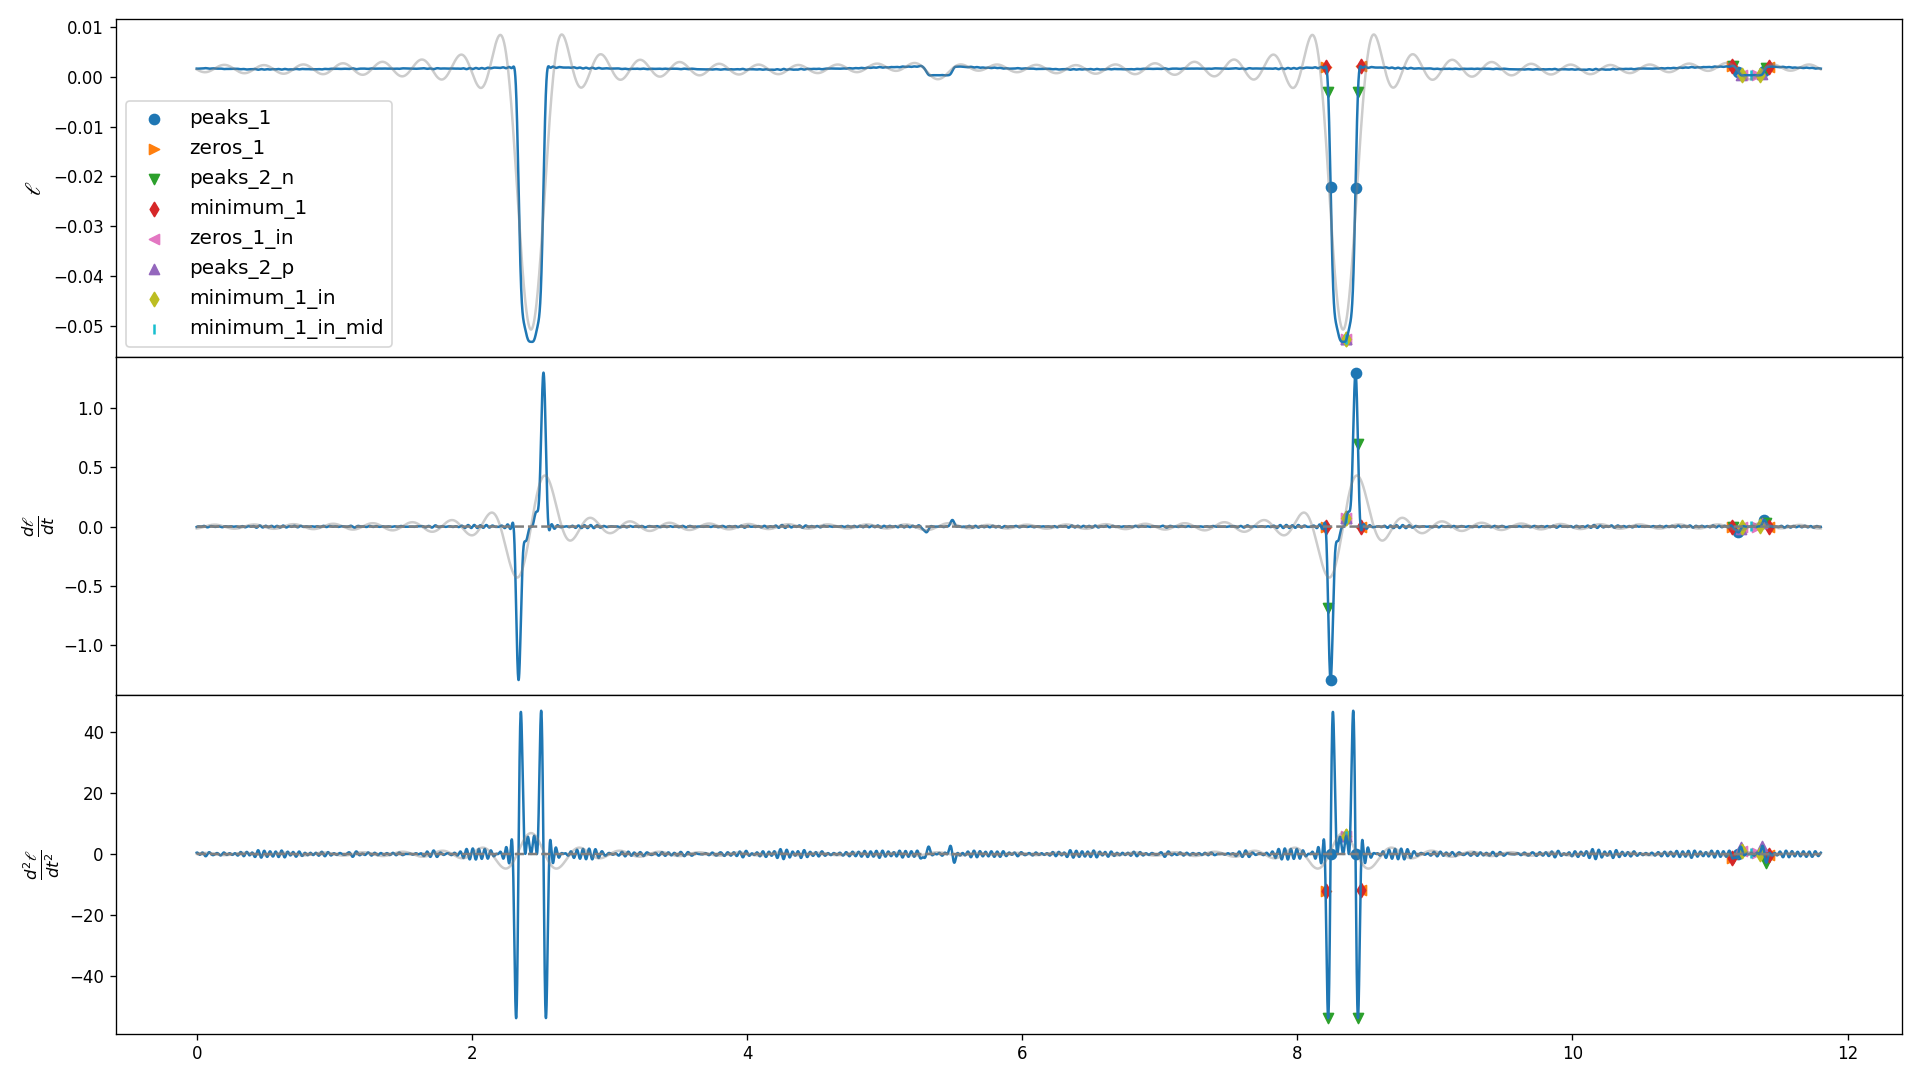 0.01
0.00
−0.01
−0.02
−0.03
−0.04
−0.05
ℓ
peaks_1
zeros_1
peaks_2_n
minimum_1
zeros_1_in
peaks_2_p
minimum_1_in
minimum_1_in_mid
1.0
0.5
0.0
−0.5
−1.0
dℓ
dt
40
20
0
−20
−40
d²ℓ
dt²
0 2 4 6 8 10 12